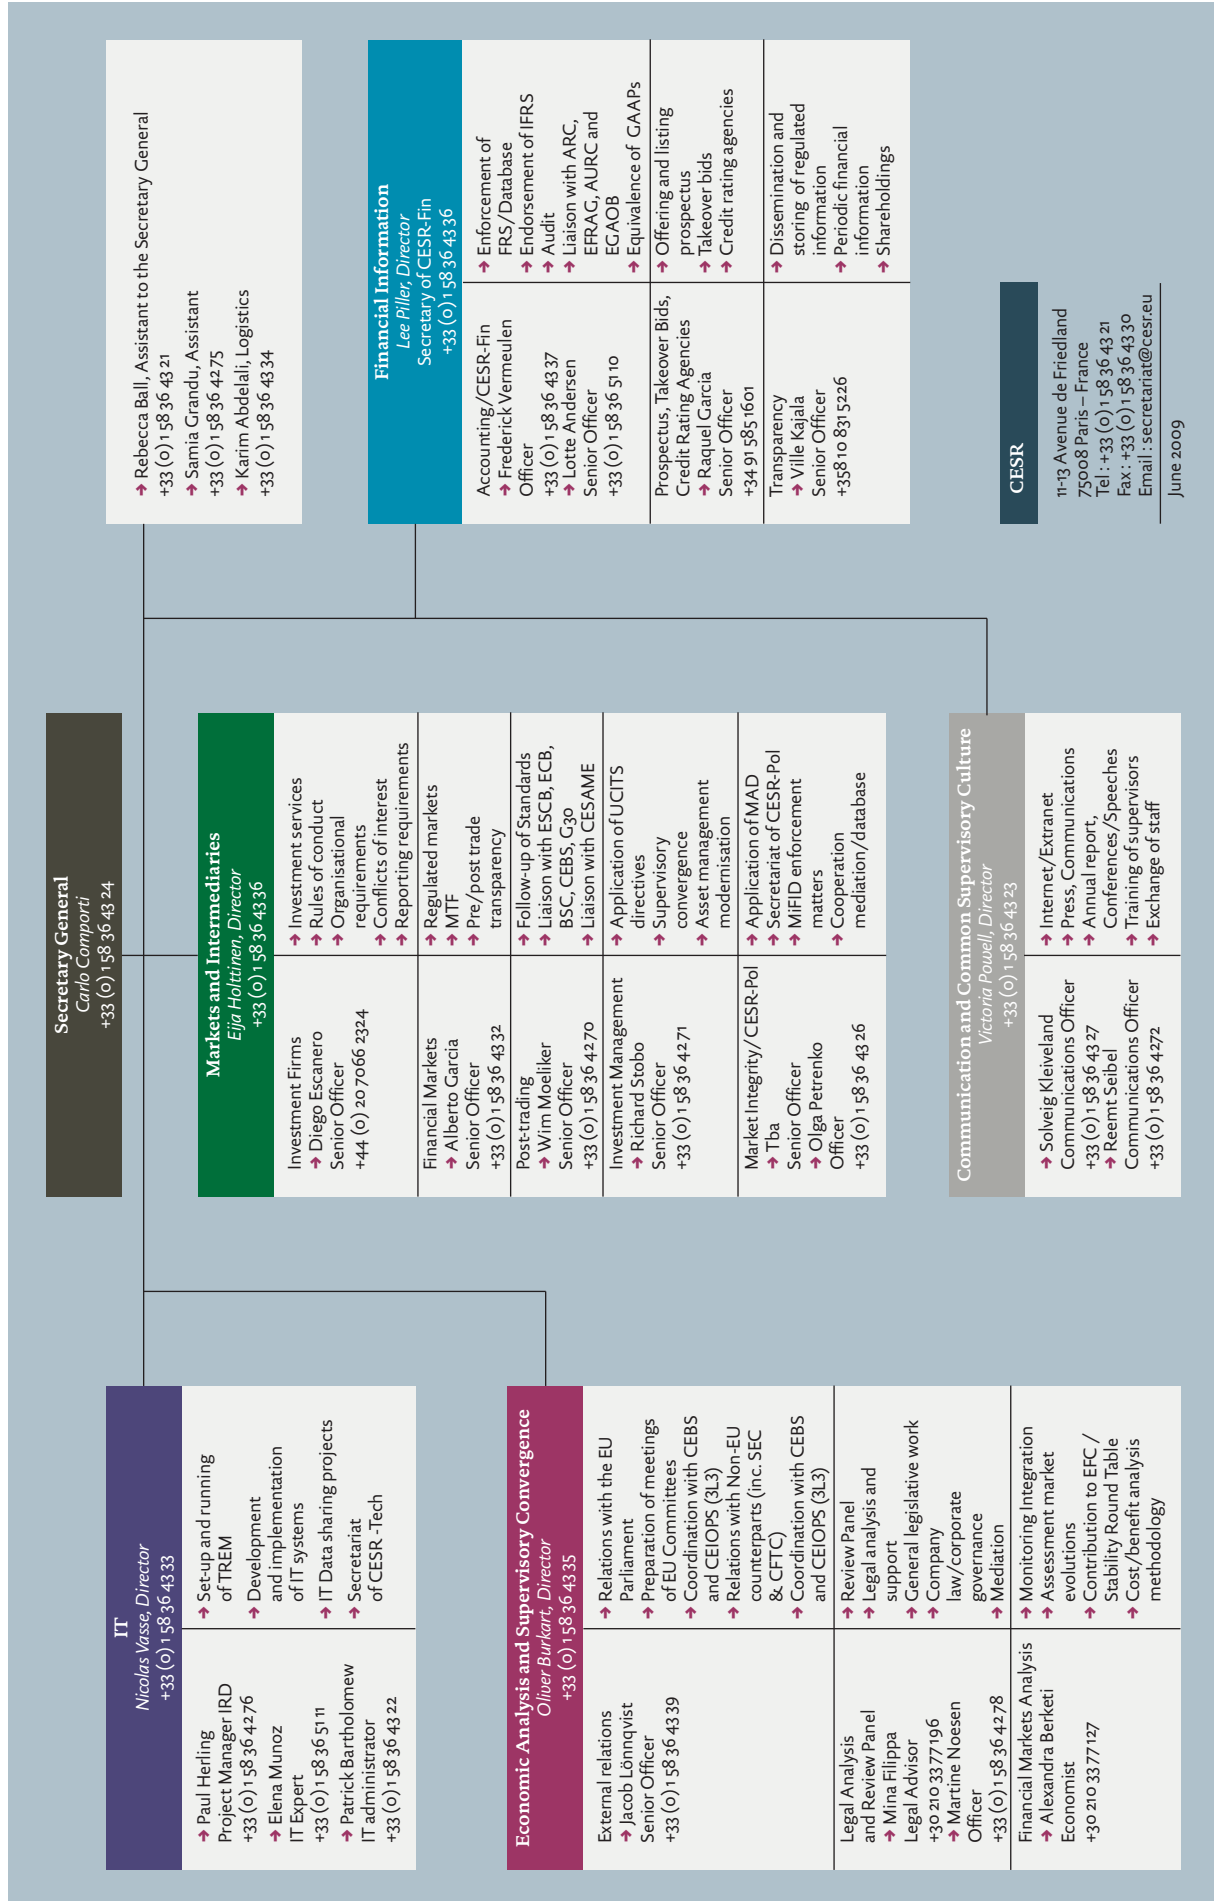 Secretary General
Carlo Comporti
+33 (0) 1 58 36 43 24
→ Rebecca Ball, Assistant to the Secretary General
+33 (0) 1 58 36 43 21
→ Samia Grandu, Assistant
+33 (0) 1 58 36 42 75
→ Karim Abdelali, Logistics
+33 (0) 1 58 36 43 34
IT
Nicolas Vasse, Director
+33 (0) 1 58 36 43 33
→ Paul Herling
Project Manager IRD
+33 (0) 1 58 36 42 76
→ Elena Munoz
IT Expert
+33 (0) 1 58 36 51 11
→ Patrick Bartholomew
IT administrator
+33 (0) 1 58 36 43 22
→ Set-up and running
of TREM
→ Development
and implementation
of IT systems
→ IT Data sharing projects
→ Secretariat
of CESR -Tech
Economic Analysis and Supervisory Convergence
Oliver Burkart, Director
+33 (0) 1 58 36 43 35
External relations
→ Jacob Lönnqvist
Senior Officer
+33 (0) 1 58 36 43 39
→ Relations with the EU
Parliament
→ Preparation of meetings
of EU Committees
→ Coordination with CEBS
and CEIOPS (3L3)
→ Relations with Non-EU
counterparts (inc. SEC
& CFTC)
→ Coordination with CEBS
and CEIOPS (3L3)
Legal Analysis
and Review Panel
→ Mina Filippa
Legal Advisor
+30 210 33 77 196
→ Martine Noesen
Officer
+33 (0) 1 58 36 42 78
→ Review Panel
→ Legal analysis and
support
→ General legislative work
→ Company
law/corporate
governance
→ Mediation
Financial Markets Analysis
→ Alexandra Berketi
Economist
+30 210 33 77 127
→ Monitoring Integration
→ Assessment market
evolutions
→ Contribution to EFC /
Stability Round Table
→ Cost/benefit analysis
methodology
Markets and Intermediaries
Eija Holttinen, Director
+33 (0) 1 58 36 43 36
Investment Firms
→ Diego Escanero
Senior Officer
+44 (0) 20 7066 2324
→ Investment services
→ Rules of conduct
→ Organisational
requirements
→ Conflicts of interest
→ Reporting requirements
Financial Markets
→ Alberto Garcia
Senior Officer
+33 (0) 1 58 36 43 32
→ Regulated markets
→ MTF
→ Pre/post trade
transparency
Post-trading
→ Wim Moeliker
Senior Officer
+33 (0) 1 58 36 42 70
→ Follow-up of Standards
→ Liaison with ESCB, ECB,
BSC, CEBS, G30
→ Liaison with CESAME
Investment Management
→ Richard Stobo
Senior Officer
+33 (0) 1 58 36 42 71
→ Application of UCITS
directives
→ Supervisory
convergence
→ Asset management
modernisation
Market Integrity/ CESR-Pol
→ Tba
Senior Officer
→ Olga Petrenko
Officer
+33 (0) 1 58 36 43 26
→ Application of MAD
→ Secretariat of CESR-Pol
→ MiFID enforcement
matters
→ Cooperation
mediation/database
Communication and Common Supervisory Culture
Victoria Powell, Director
+33 (0) 1 58 36 43 23
→ Solveig Kleiveland
Communications Officer
+33 (0) 1 58 36 43 27
→ Reemt Seibel
Communications Officer
+33 (0) 1 58 36 42 72
→ Internet/Extranet
→ Press, Communications
→ Annual report,
Conferences/Speeches
→ Training of supervisors
→ Exchange of staff
Financial Information
Lee Piller, Director
Secretary of CESR-Fin
+33 (0) 1 58 36 43 36
Accounting/CESR-Fin
→ Frederick Vermeulen
Officer
+33 (0) 1 58 36 43 37
→ Lotte Andersen
Senior Officer
+33 (0) 1 58 36 51 10
→ Enforcement of
FRS/Database
→ Endorsement of IFRS
→ Audit
→ Liaison with ARC,
EFRAG, AURC and
EGAOB
→ Equivalence of GAAPs
Prospectus, Takeover Bids,
Credit Rating Agencies
→ Raquel Garcia
Senior Officer
+34 91 585 1601
→ Offering and listing
prospectus
→ Takeover bids
→ Credit rating agencies
Transparency
→ Ville Kajala
Senior Officer
+358 10 831 5226
→ Dissemination and
storing of regulated
information
→ Periodic financial
information
→ Shareholdings
CESR
11-13 Avenue de Friedland
75008 Paris – France
Tel : +33 (0) 1 58 36 43 21
Fax : +33 (0) 1 58 36 43 30
Email : secretariat@cesr.eu
June 2009